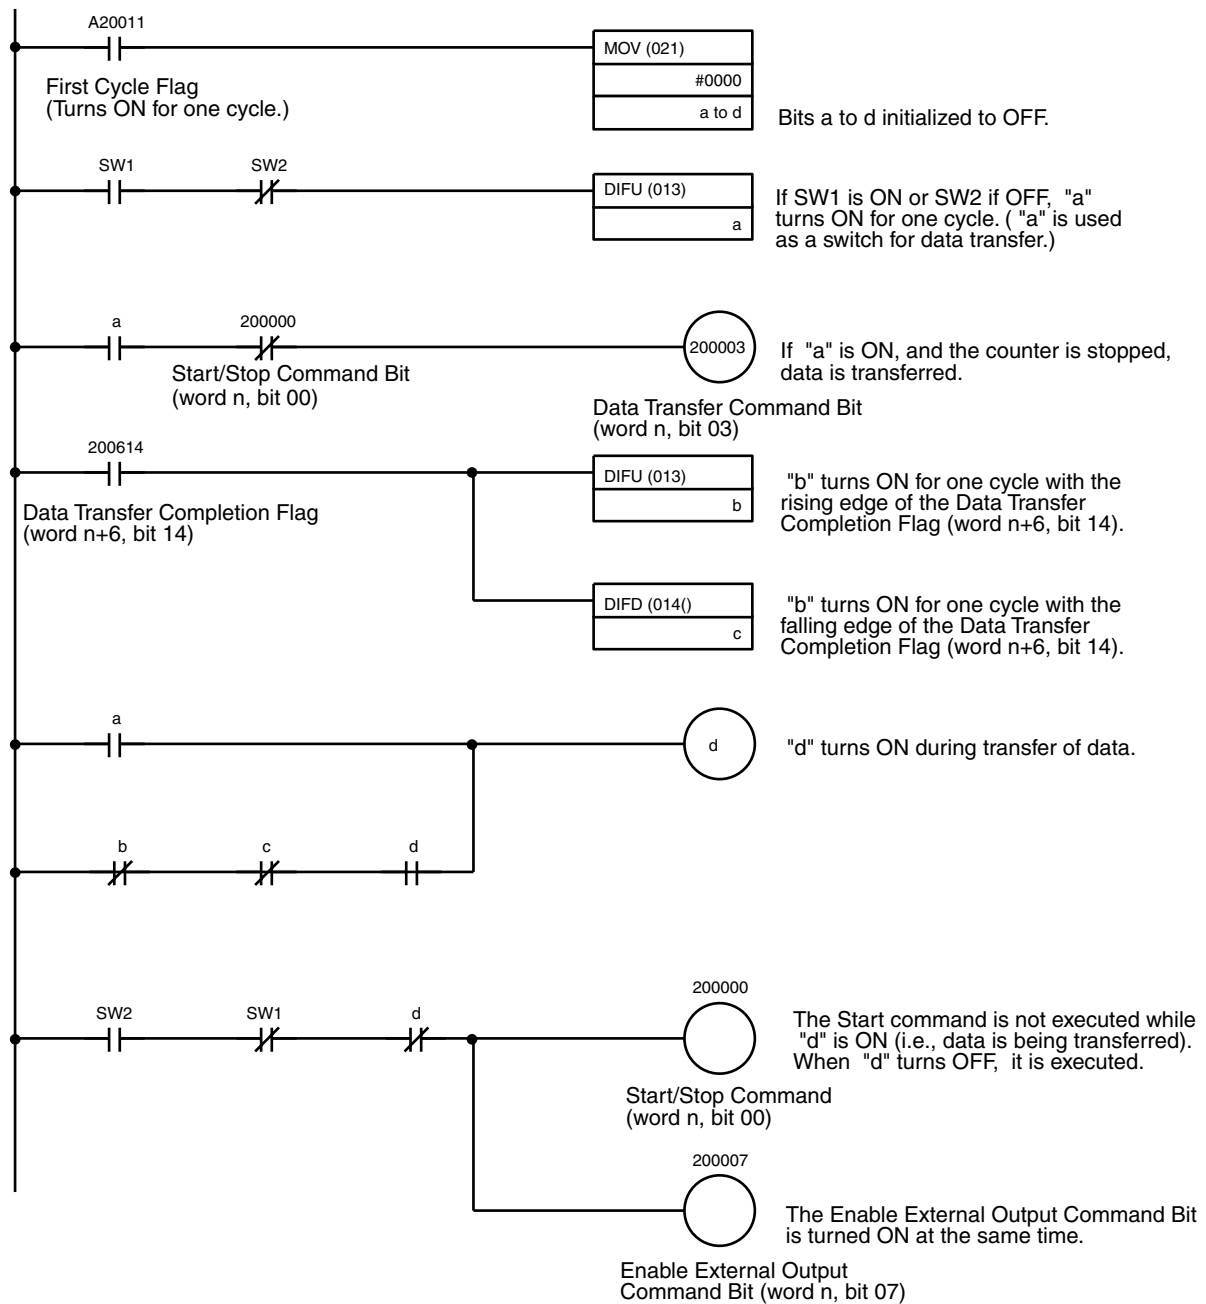 A20011
MOV (021)
#0000
a to d
First Cycle Flag
(Turns ON for one cycle.)
Bits a to d initialized to OFF.
SW1
SW2
DIFU (013)
a
If SW1 is ON or SW2 if OFF, "a"
turns ON for one cycle. ( "a" is used
as a switch for data transfer.)
a
200000
200003
Start/Stop Command Bit
(word n, bit 00)
If "a" is ON, and the counter is stopped,
data is transferred.
Data Transfer Command Bit
(word n, bit 03)
200614
Data Transfer Completion Flag
(word n+6, bit 14)
DIFU (013)
b
"b" turns ON for one cycle with the
rising edge of the Data Transfer
Completion Flag (word n+6, bit 14).
DIFD (014()
c
"b" turns ON for one cycle with the
falling edge of the Data Transfer
Completion Flag (word n+6, bit 14).
a
d
"d" turns ON during transfer of data.
b
c
d
SW2
SW1
d
200000
The Start command is not executed while
"d" is ON (i.e., data is being transferred).
When "d" turns OFF, it is executed.
Start/Stop Command
(word n, bit 00)
200007
The Enable External Output Command Bit
is turned ON at the same time.
Enable External Output
Command Bit (word n, bit 07)